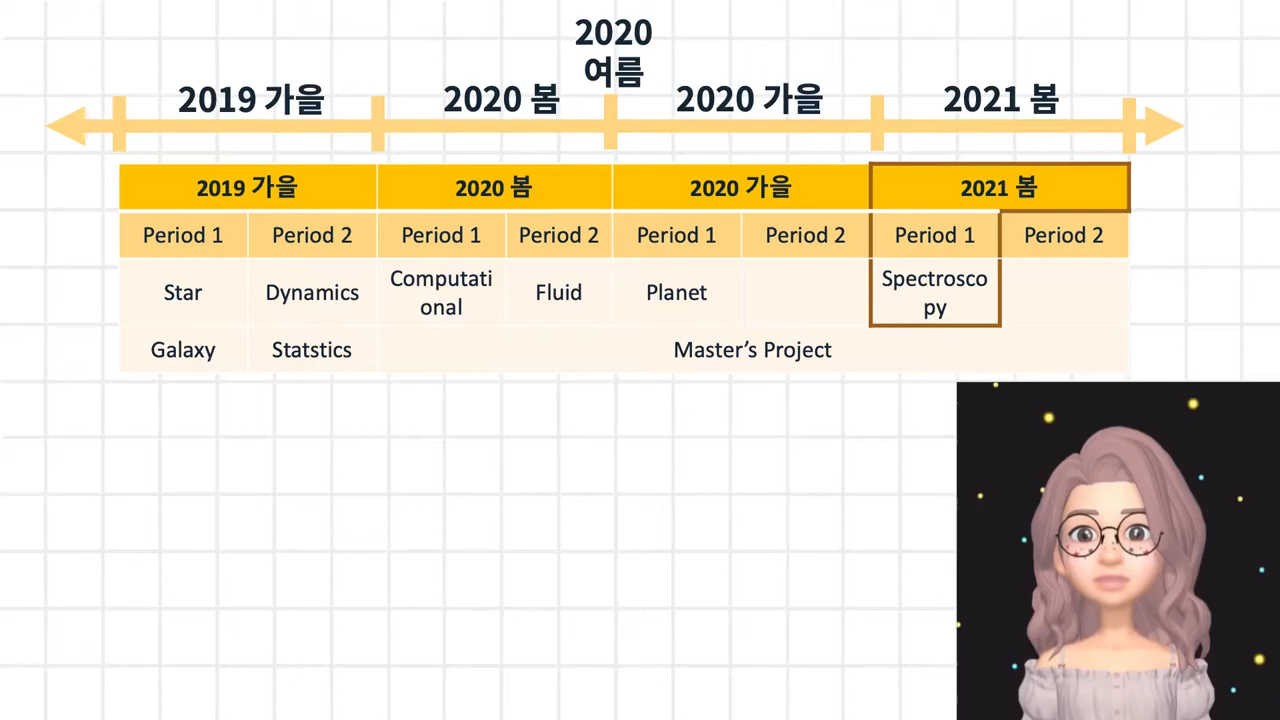 2020
여름
2019 가을
2020 봄
2020 가을
2021 봄
2019 가을
2020 봄
2020 가을
2021 봄
Period 1
Period 2
Period 1
Period 2
Period 1
Period 2
Period 1
Period 2
Star
Dynamics
Computati
onal
Fluid
Planet
Spectrosco
py
Galaxy
Statstics
Master's Project